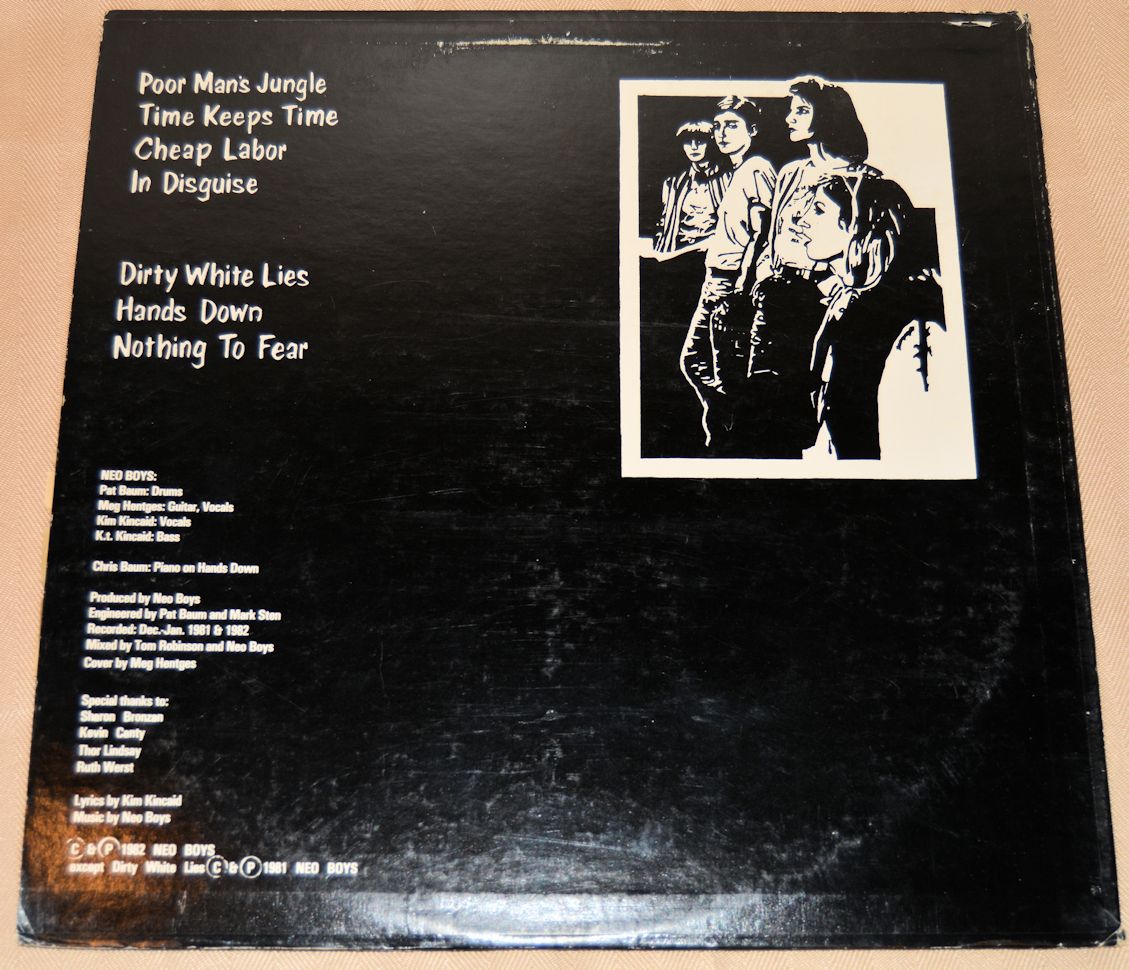 Poor Man's Jungle
Time Keeps Time
Cheap Labor
In Disguise
Dirty White Lies
Hands Down
Nothing To Fear
NEO BOYS:
Pat Baum: Drums
Meg Hentges: Guitar, Vocals
Kim Kincaid: Vocals
K.t. Kincaid: Bass
Chris Baum: Piano on Hands Down
Produced by Neo Boys
Engineered by Pat Baum and Mark Sten
Recorded: Dec.-Jan. 1981 & 1982
Mixed by Tom Robinson and Neo Boys
Cover by Meg Hentges
Special thanks to:
Sharon Bronzan
Kevin Canty
Thor Lindsay
Ruth Werst
Lyrics by Kim Kincaid
Music by Neo Boys
Ⓒ & Ⓟ 1982 NEO BOYS
except Dirty White Lies Ⓒ & Ⓟ 1981 NEO BOYS